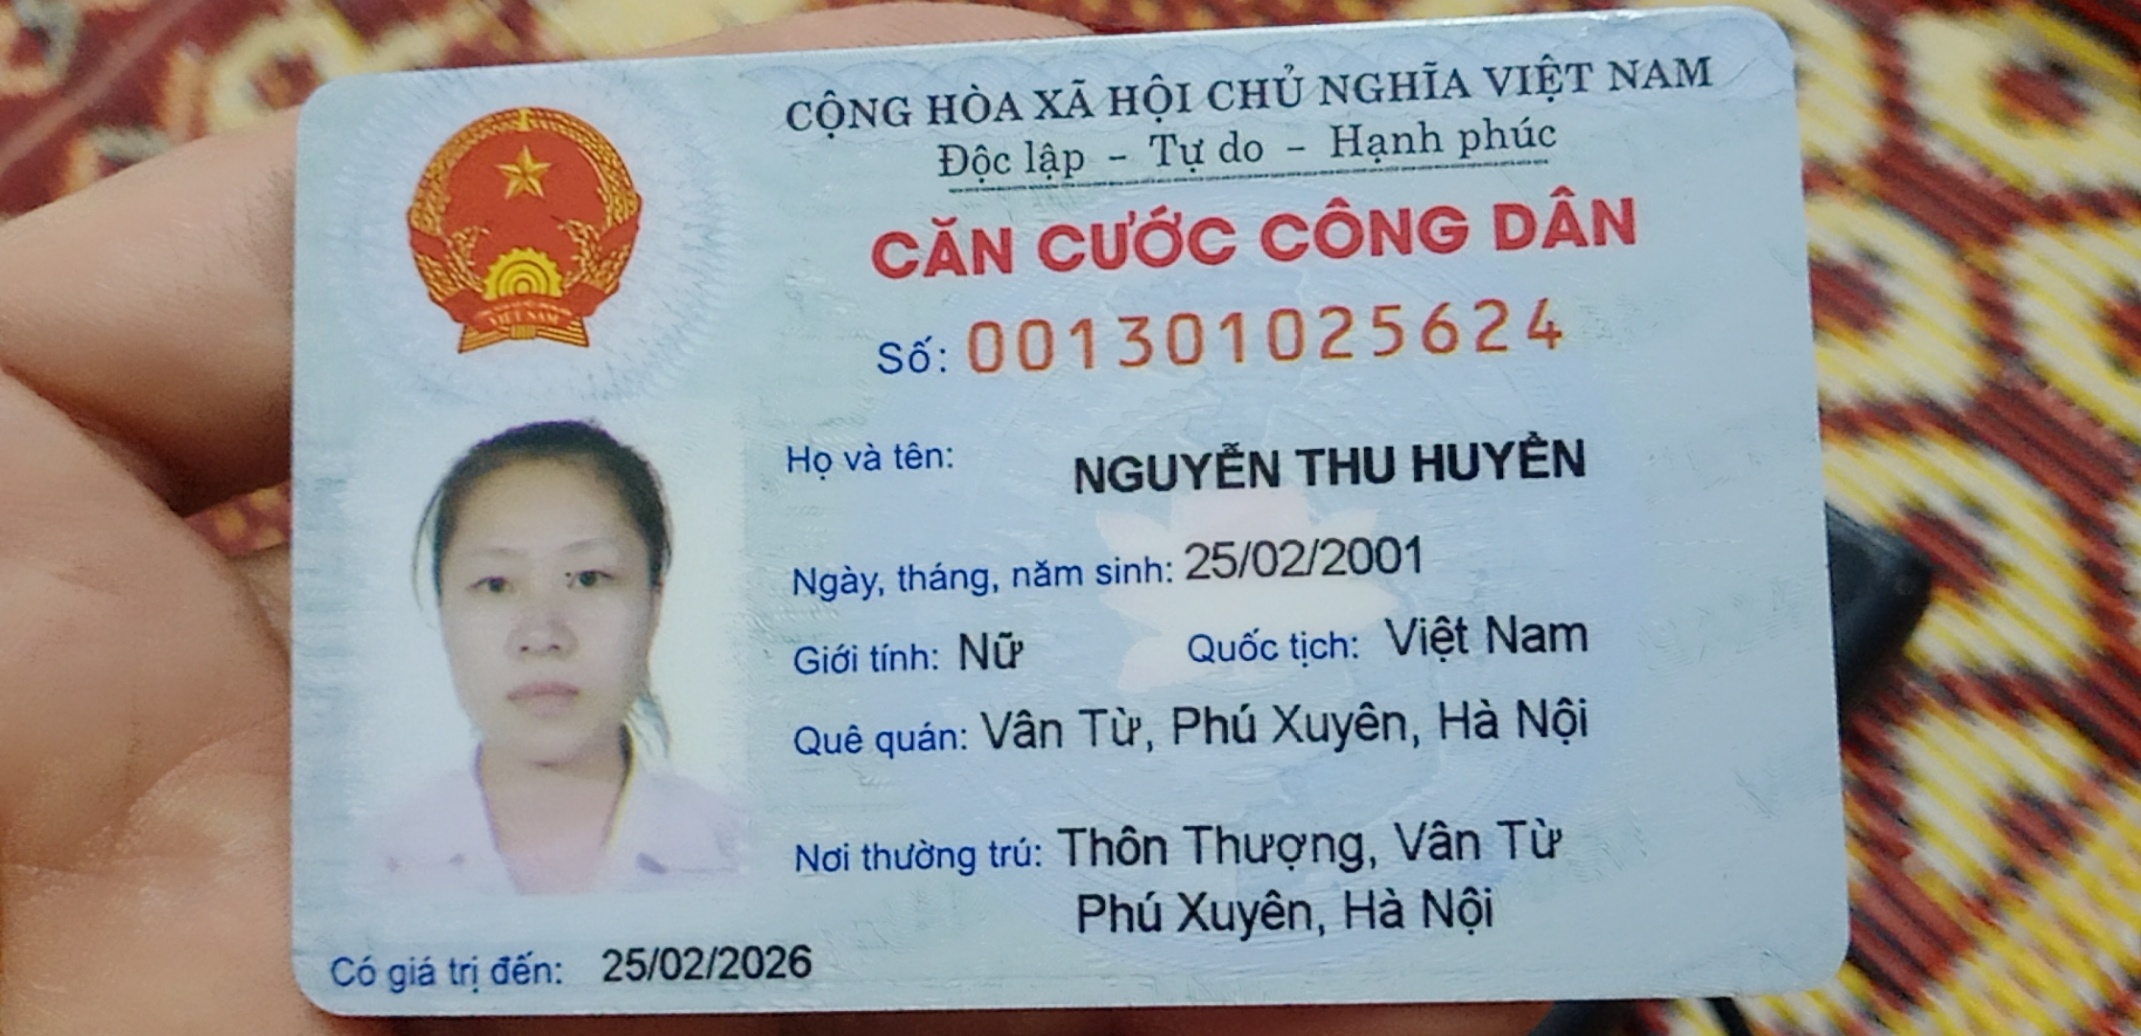 CỘNG HÒA XÃ HỘI CHỦ NGHĨA VIỆT NAM
Độc lập - Tự do - Hạnh phúc
CĂN CƯỚC CÔNG DÂN
Số: 001301025624
Họ và tên: NGUYỄN THU HUYỀN
Ngày, tháng, năm sinh: 25/02/2001
Giới tính: Nữ Quốc tịch: Việt Nam
Quê quán: Vân Từ, Phú Xuyên, Hà Nội
Nơi thường trú: Thôn Thượng, Vân Từ
Phú Xuyên, Hà Nội
Có giá trị đến: 25/02/2026